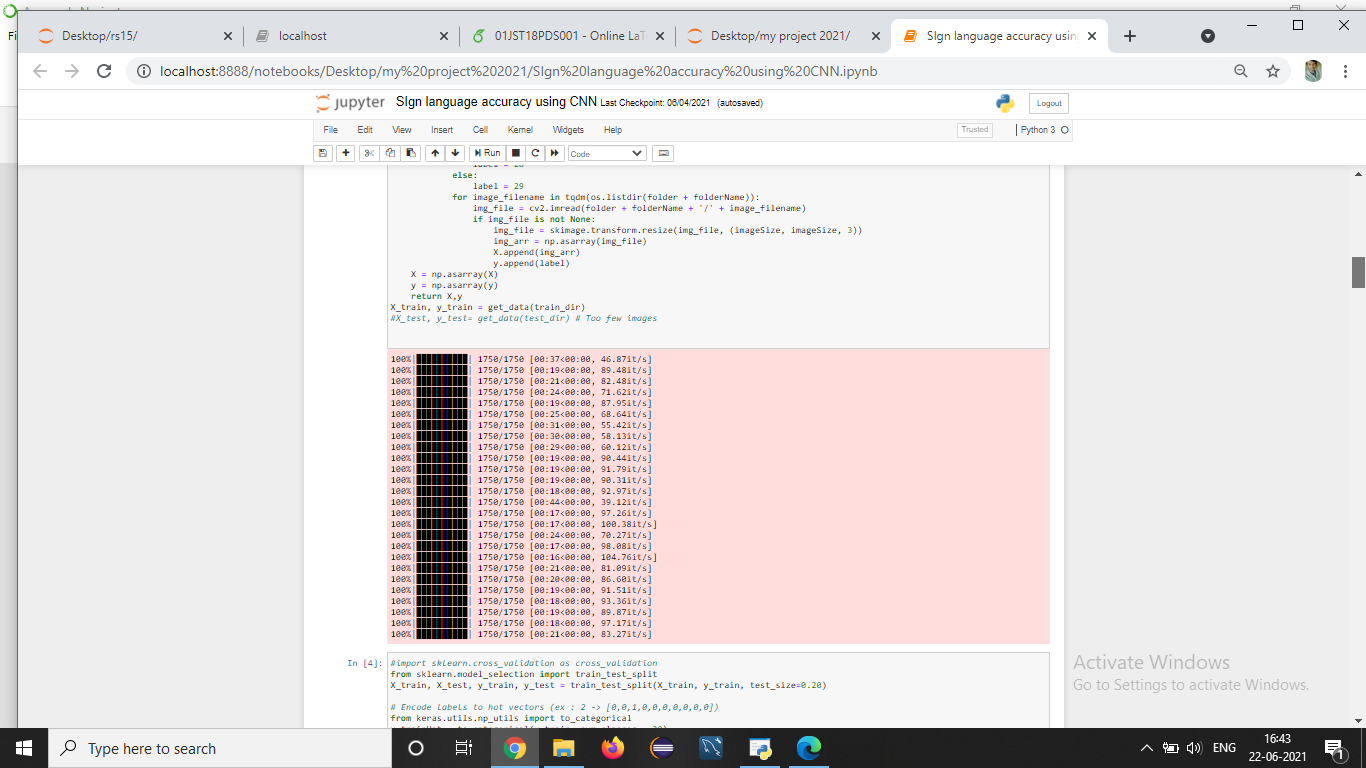 Fi
Desktop/rs15/
localhost
01JST18PDS001 - Online LaT
Desktop/my project 2021/
SIgn language accuracy usin
localhost:8888/notebooks/Desktop/my%20project%202021/SIgn%20language%20accuracy%20using%20CNN.ipynb
jupyter SIgn language accuracy using CNN Last Checkpoint: 06/04/2021 (autosaved)
Logout
File Edit View Insert Cell Kernel Widgets Help
Trusted
Python 3
Run
Code
else:
label = 29
for image_filename in tqdm(os.listdir(folder + folderName)):
img_file = cv2.imread(folder + folderName + '/' + image_filename)
if img_file is not None:
img_file = skimage.transform.resize(img_file, (imageSize, imageSize, 3))
img_arr = np.asarray(img_file)
X.append(img_arr)
y.append(label)
X = np.asarray(X)
y = np.asarray(y)
return X,y
X_train, y_train = get_data(train_dir)
#X_test, y_test= get_data(test_dir) # Too few images
100%| | 1750/1750 [00:37<00:00, 46.87it/s]
100%| | 1750/1750 [00:19<00:00, 89.48it/s]
100%| | 1750/1750 [00:21<00:00, 82.48it/s]
100%| | 1750/1750 [00:24<00:00, 71.62it/s]
100%| | 1750/1750 [00:19<00:00, 87.95it/s]
100%| | 1750/1750 [00:25<00:00, 68.64it/s]
100%| | 1750/1750 [00:31<00:00, 55.42it/s]
100%| | 1750/1750 [00:30<00:00, 58.13it/s]
100%| | 1750/1750 [00:29<00:00, 60.12it/s]
100%| | 1750/1750 [00:19<00:00, 90.44it/s]
100%| | 1750/1750 [00:19<00:00, 91.79it/s]
100%| | 1750/1750 [00:19<00:00, 90.31it/s]
100%| | 1750/1750 [00:18<00:00, 92.97it/s]
100%| | 1750/1750 [00:44<00:00, 39.12it/s]
100%| | 1750/1750 [00:17<00:00, 97.26it/s]
100%| | 1750/1750 [00:17<00:00, 100.38it/s]
100%| | 1750/1750 [00:24<00:00, 70.27it/s]
100%| | 1750/1750 [00:17<00:00, 98.08it/s]
100%| | 1750/1750 [00:16<00:00, 104.76it/s]
100%| | 1750/1750 [00:21<00:00, 81.09it/s]
100%| | 1750/1750 [00:20<00:00, 86.60it/s]
100%| | 1750/1750 [00:19<00:00, 91.51it/s]
100%| | 1750/1750 [00:18<00:00, 93.36it/s]
100%| | 1750/1750 [00:19<00:00, 89.87it/s]
100%| | 1750/1750 [00:18<00:00, 97.17it/s]
100%| | 1750/1750 [00:21<00:00, 83.27it/s]
In [4]: #import sklearn.cross_validation as cross_validation
from sklearn.model_selection import train_test_split
X_train, X_test, y_train, y_test = train_test_split(X_train, y_train, test_size=0.20)
# Encode labels to hot vectors (ex : 2 -> [0,0,1,0,0,0,0,0,0,0])
from keras.utils.np_utils import to_categorical
Activate Windows
Go to Settings to activate Windows.
Type here to search
ENG
16:43
22-06-2021
1